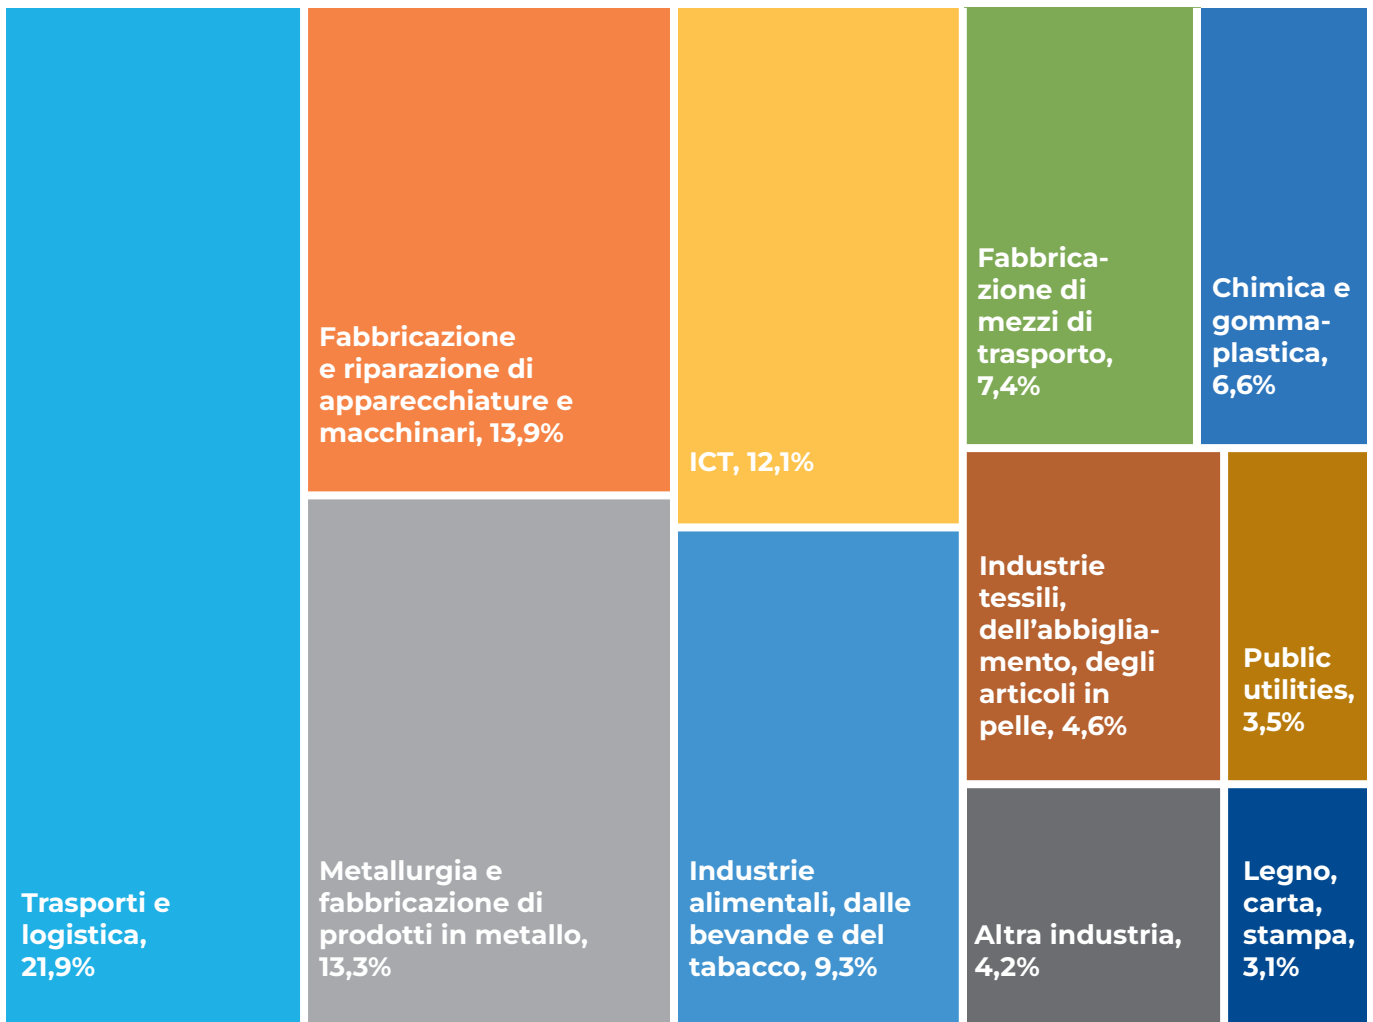 Trasporti e
logistica,
21,9%
Fabbricazione
e riparazione di
apparecchiature e
macchinari, 13,9%
Metallurgia e
fabbricazione di
prodotti in metallo,
13,3%
ICT, 12,1%
Industrie
alimentali, dalle
bevande e del
tabacco, 9,3%
Fabbrica-
zione di
mezzi di
trasporto,
7,4%
Chimica e
gomma-
plastica,
6,6%
Industrie
tessili,
dell’abbiglia-
mento, degli
articoli in
pelle, 4,6%
Public
utilities,
3,5%
Altra industria,
4,2%
Legno,
carta,
stampa,
3,1%